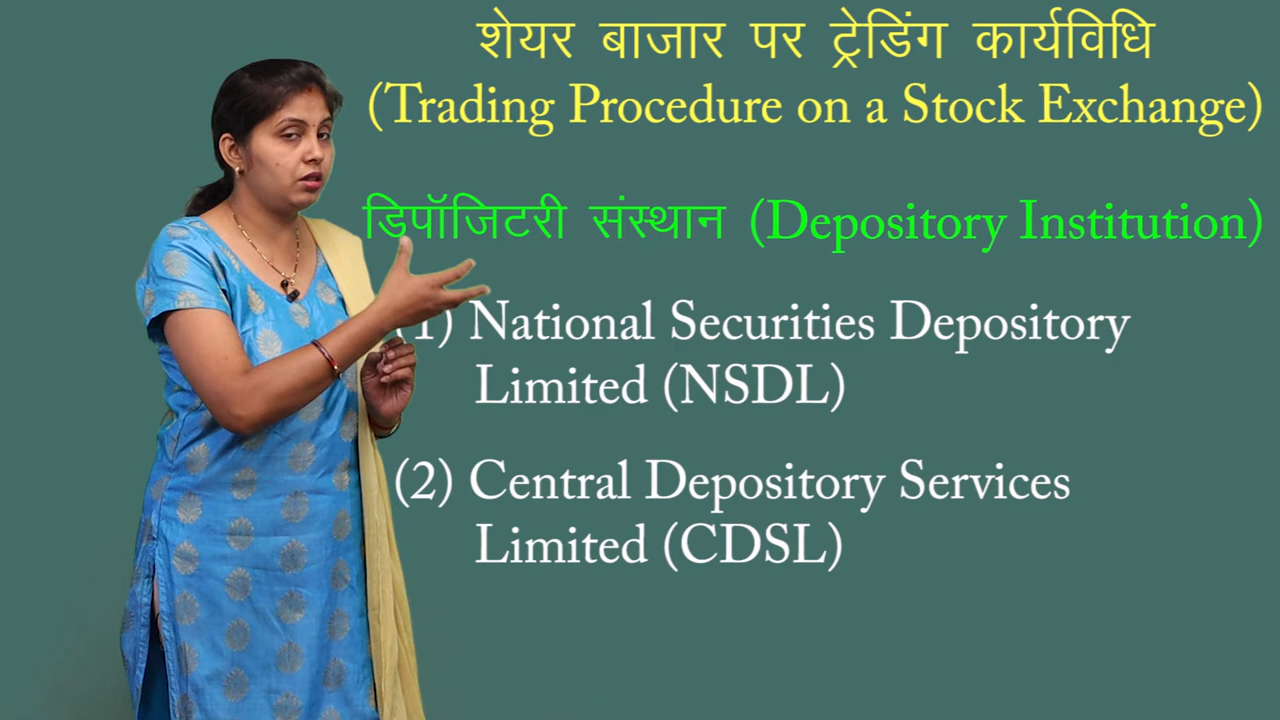 शेयर बाजार पर ट्रेडिंग कार्यविधि
(Trading Procedure on a Stock Exchange)
डिपॉजिटरी संस्थान (Depository Institution)
(1) National Securities Depository
Limited (NSDL)
(2) Central Depository Services
Limited (CDSL)